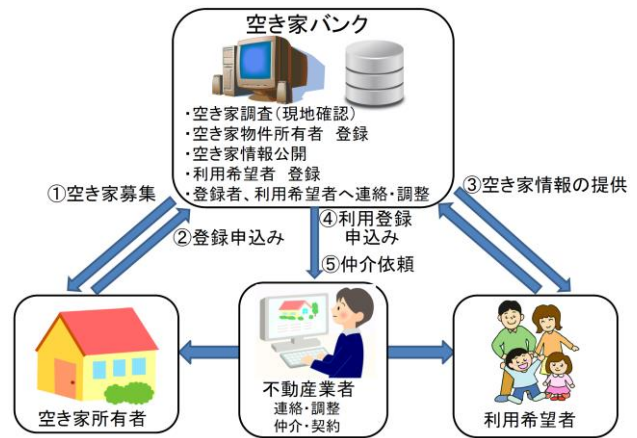 空き家バンク
・空き家調査(現地確認)
・空き家物件所有者 登録
・空き家情報公開
・利用希望者 登録
・登録者、利用希望者へ連絡・調整
①空き家募集
②登録申込み
③空き家情報の提供
④利用登録
申込み
⑤仲介依頼
空き家所有者
不動産業者
連絡・調整
仲介・契約
利用希望者